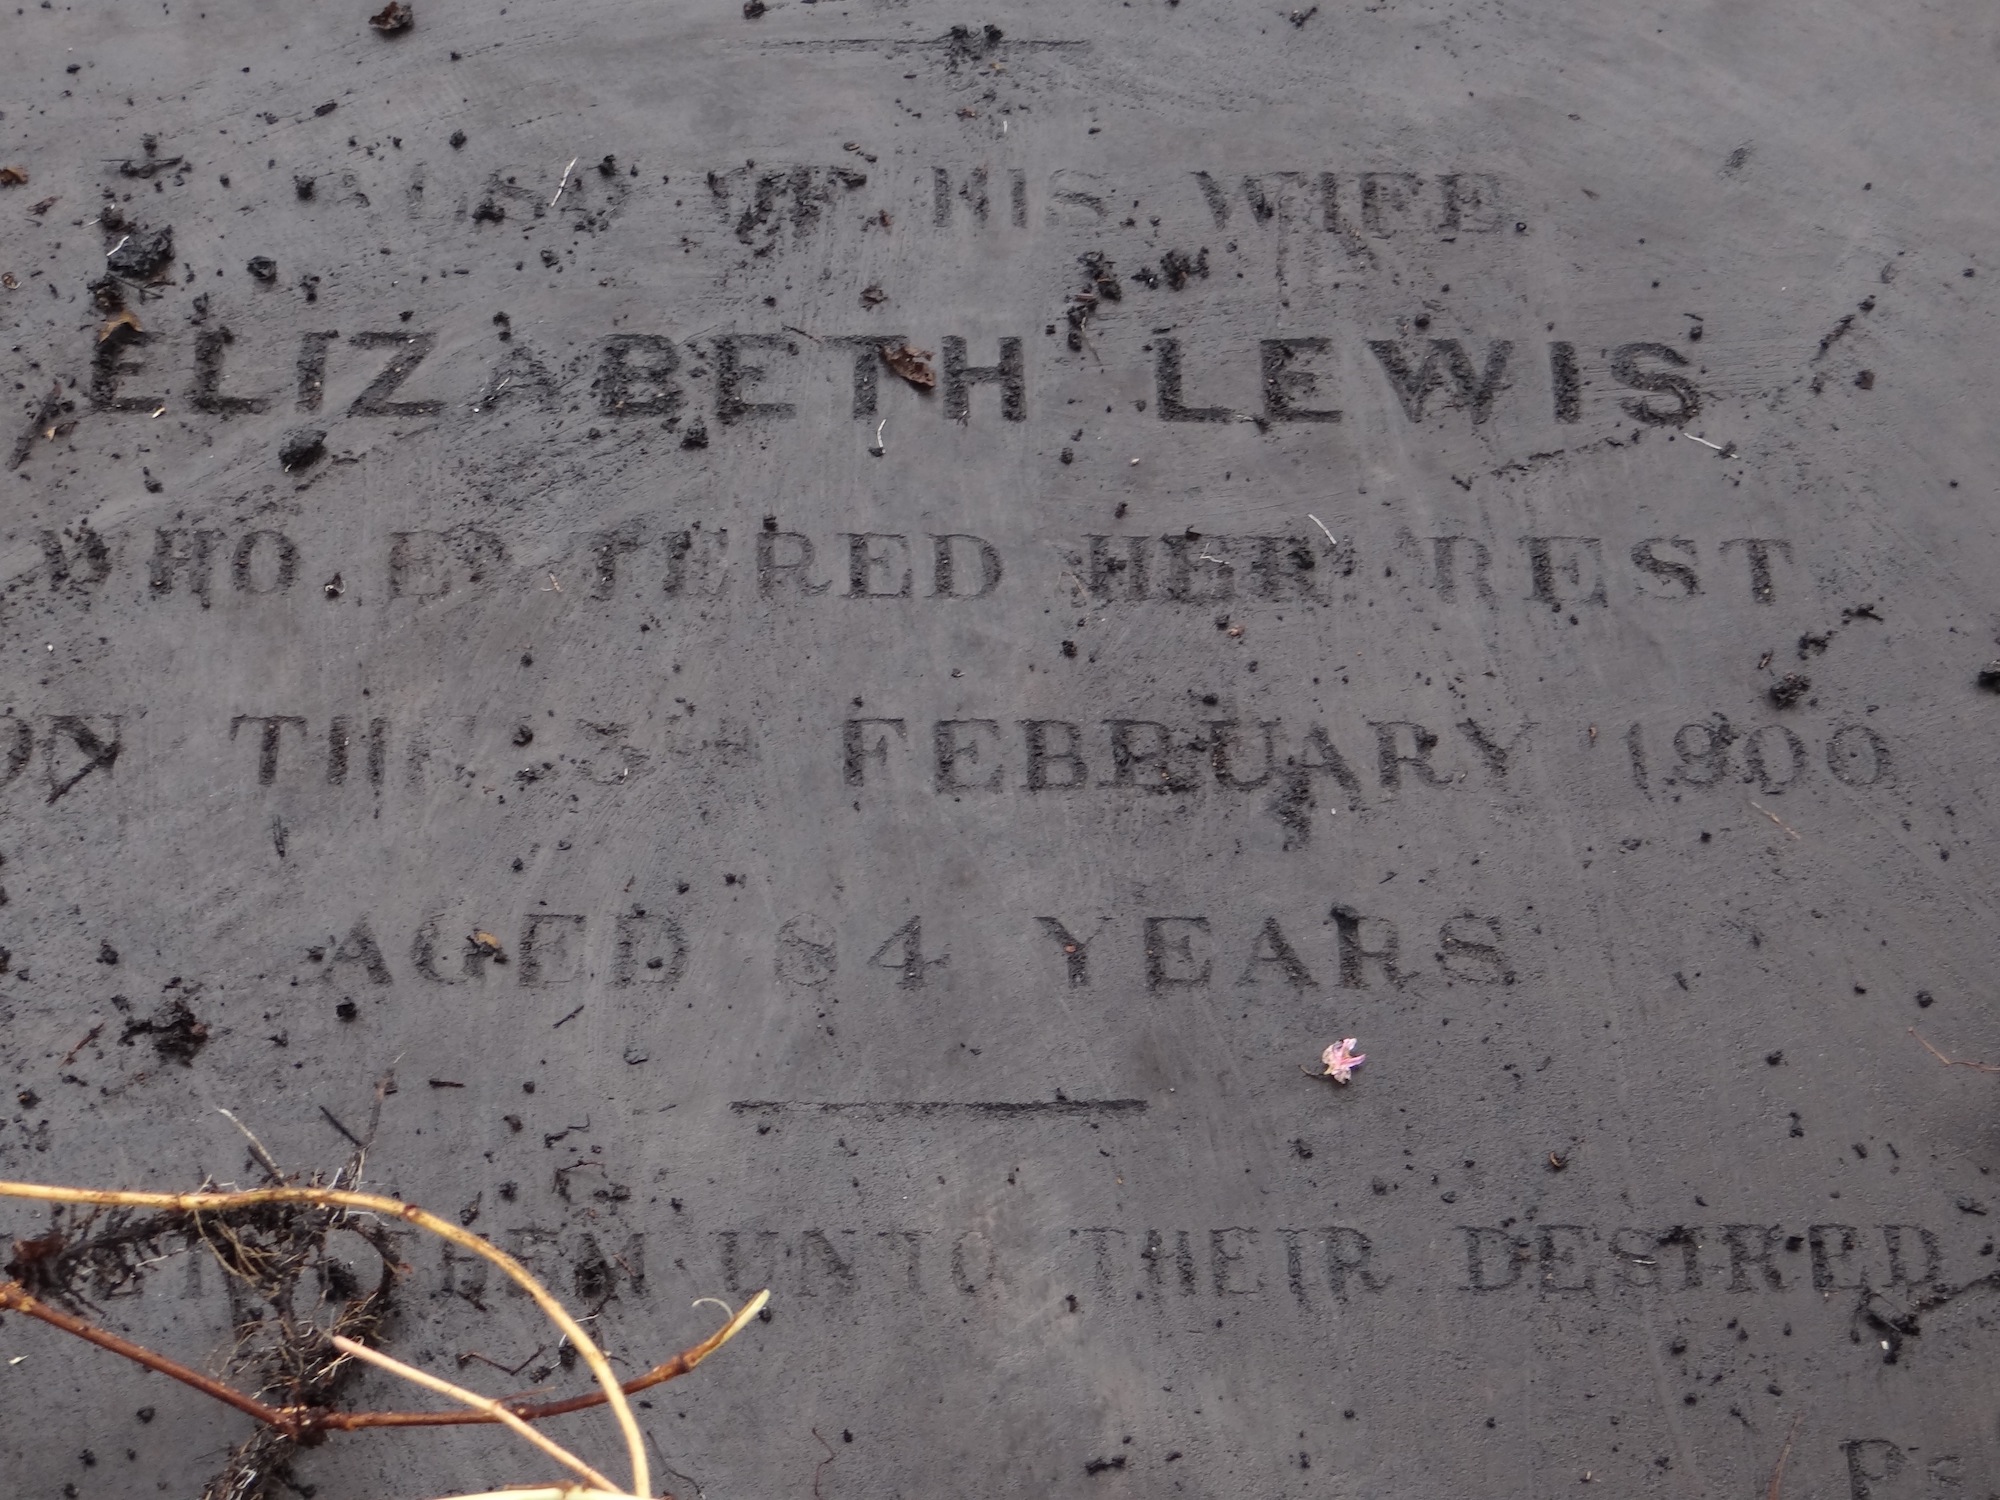 ALSO OF HIS WIFE
ELIZABETH LEWIS
WHO ENTERED HER REST
ON THE FEBRUARY 1900
AGED 84 YEARS
THEM UNTO THEIR DESIRED